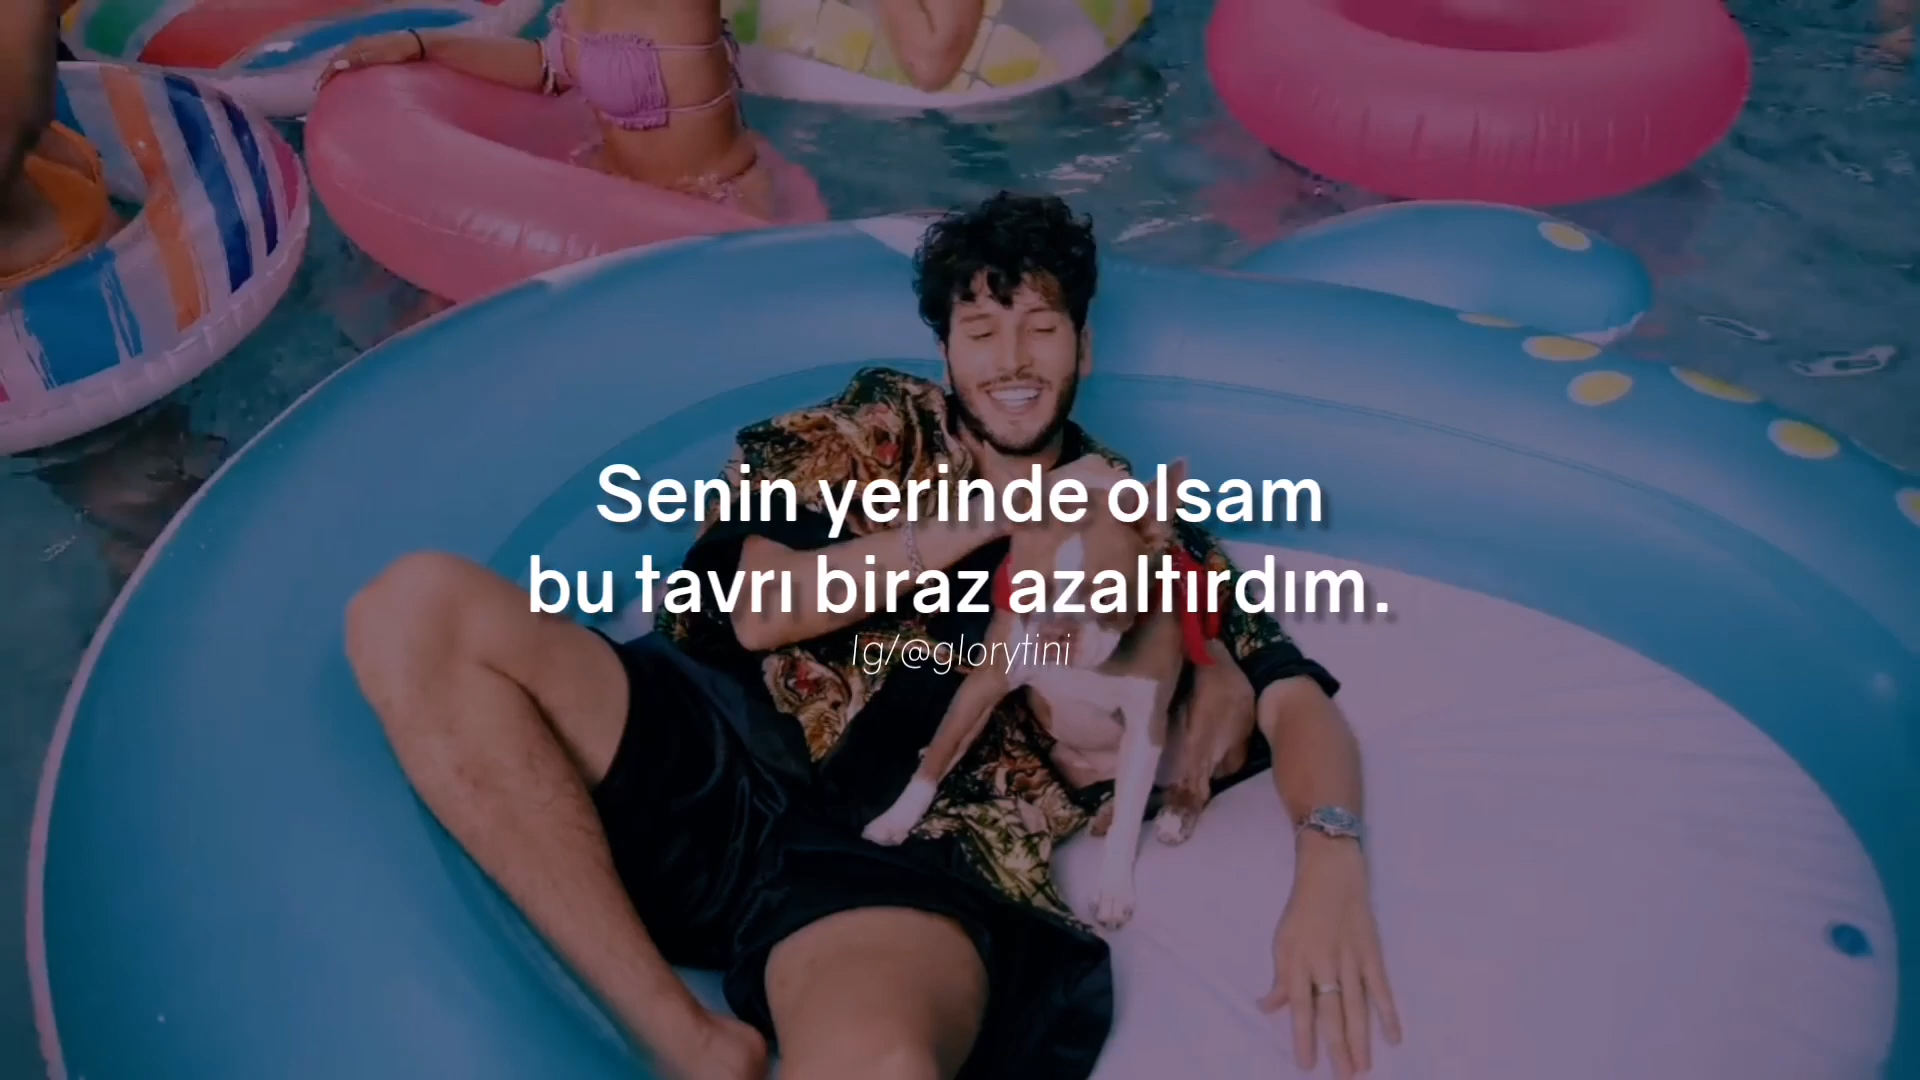 Senin yerinde olsam
bu tavrı biraz azaltırdım.
Ig/@glorytini